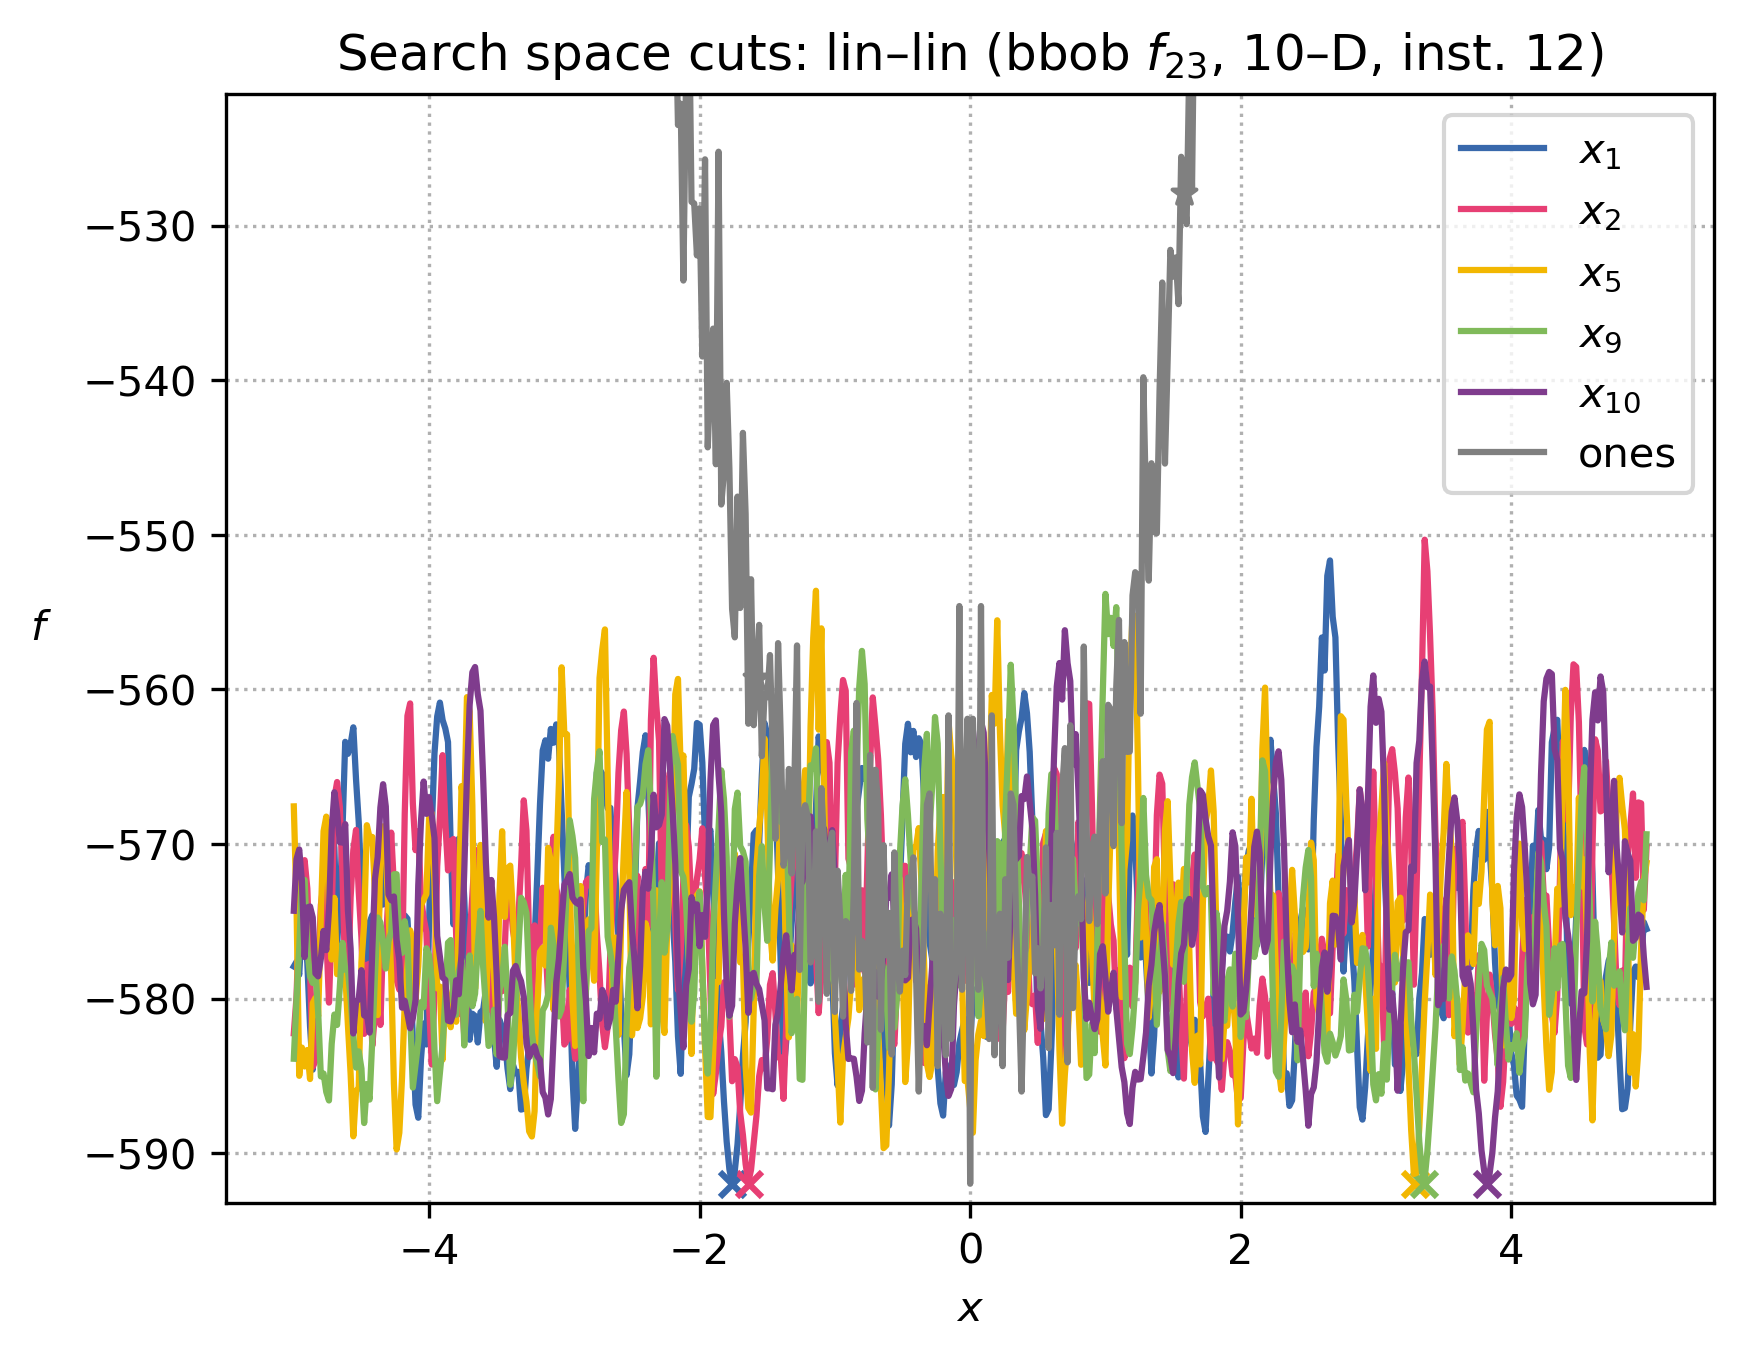 Search space cuts: lin–lin (bbob f₂₃, 10–D, inst. 12)
x₁
x₂
x₅
x₉
x₁₀
ones
−530
−540
−550
−560
−570
−580
−590
f
−4
−2
0
2
4
x